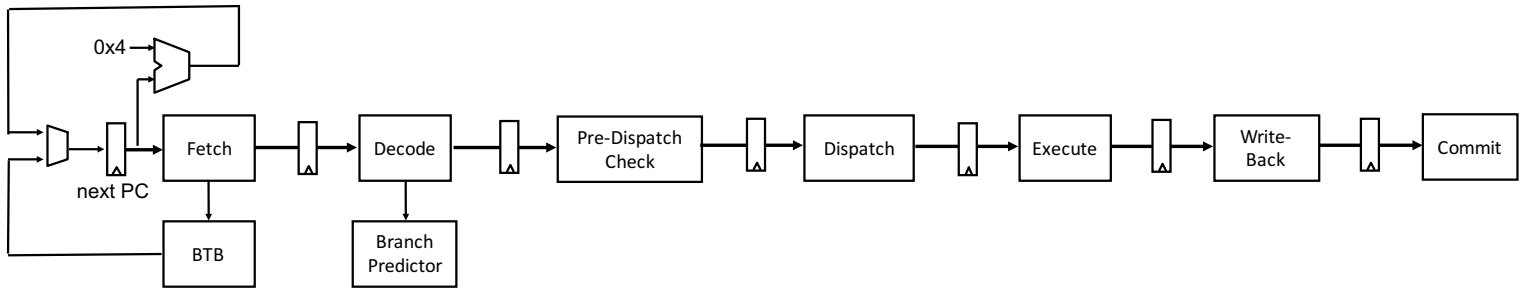 0x4
next PC
Fetch
Decode
Pre-Dispatch
Check
Dispatch
Execute
Write-
Back
Commit
BTB
Branch
Predictor